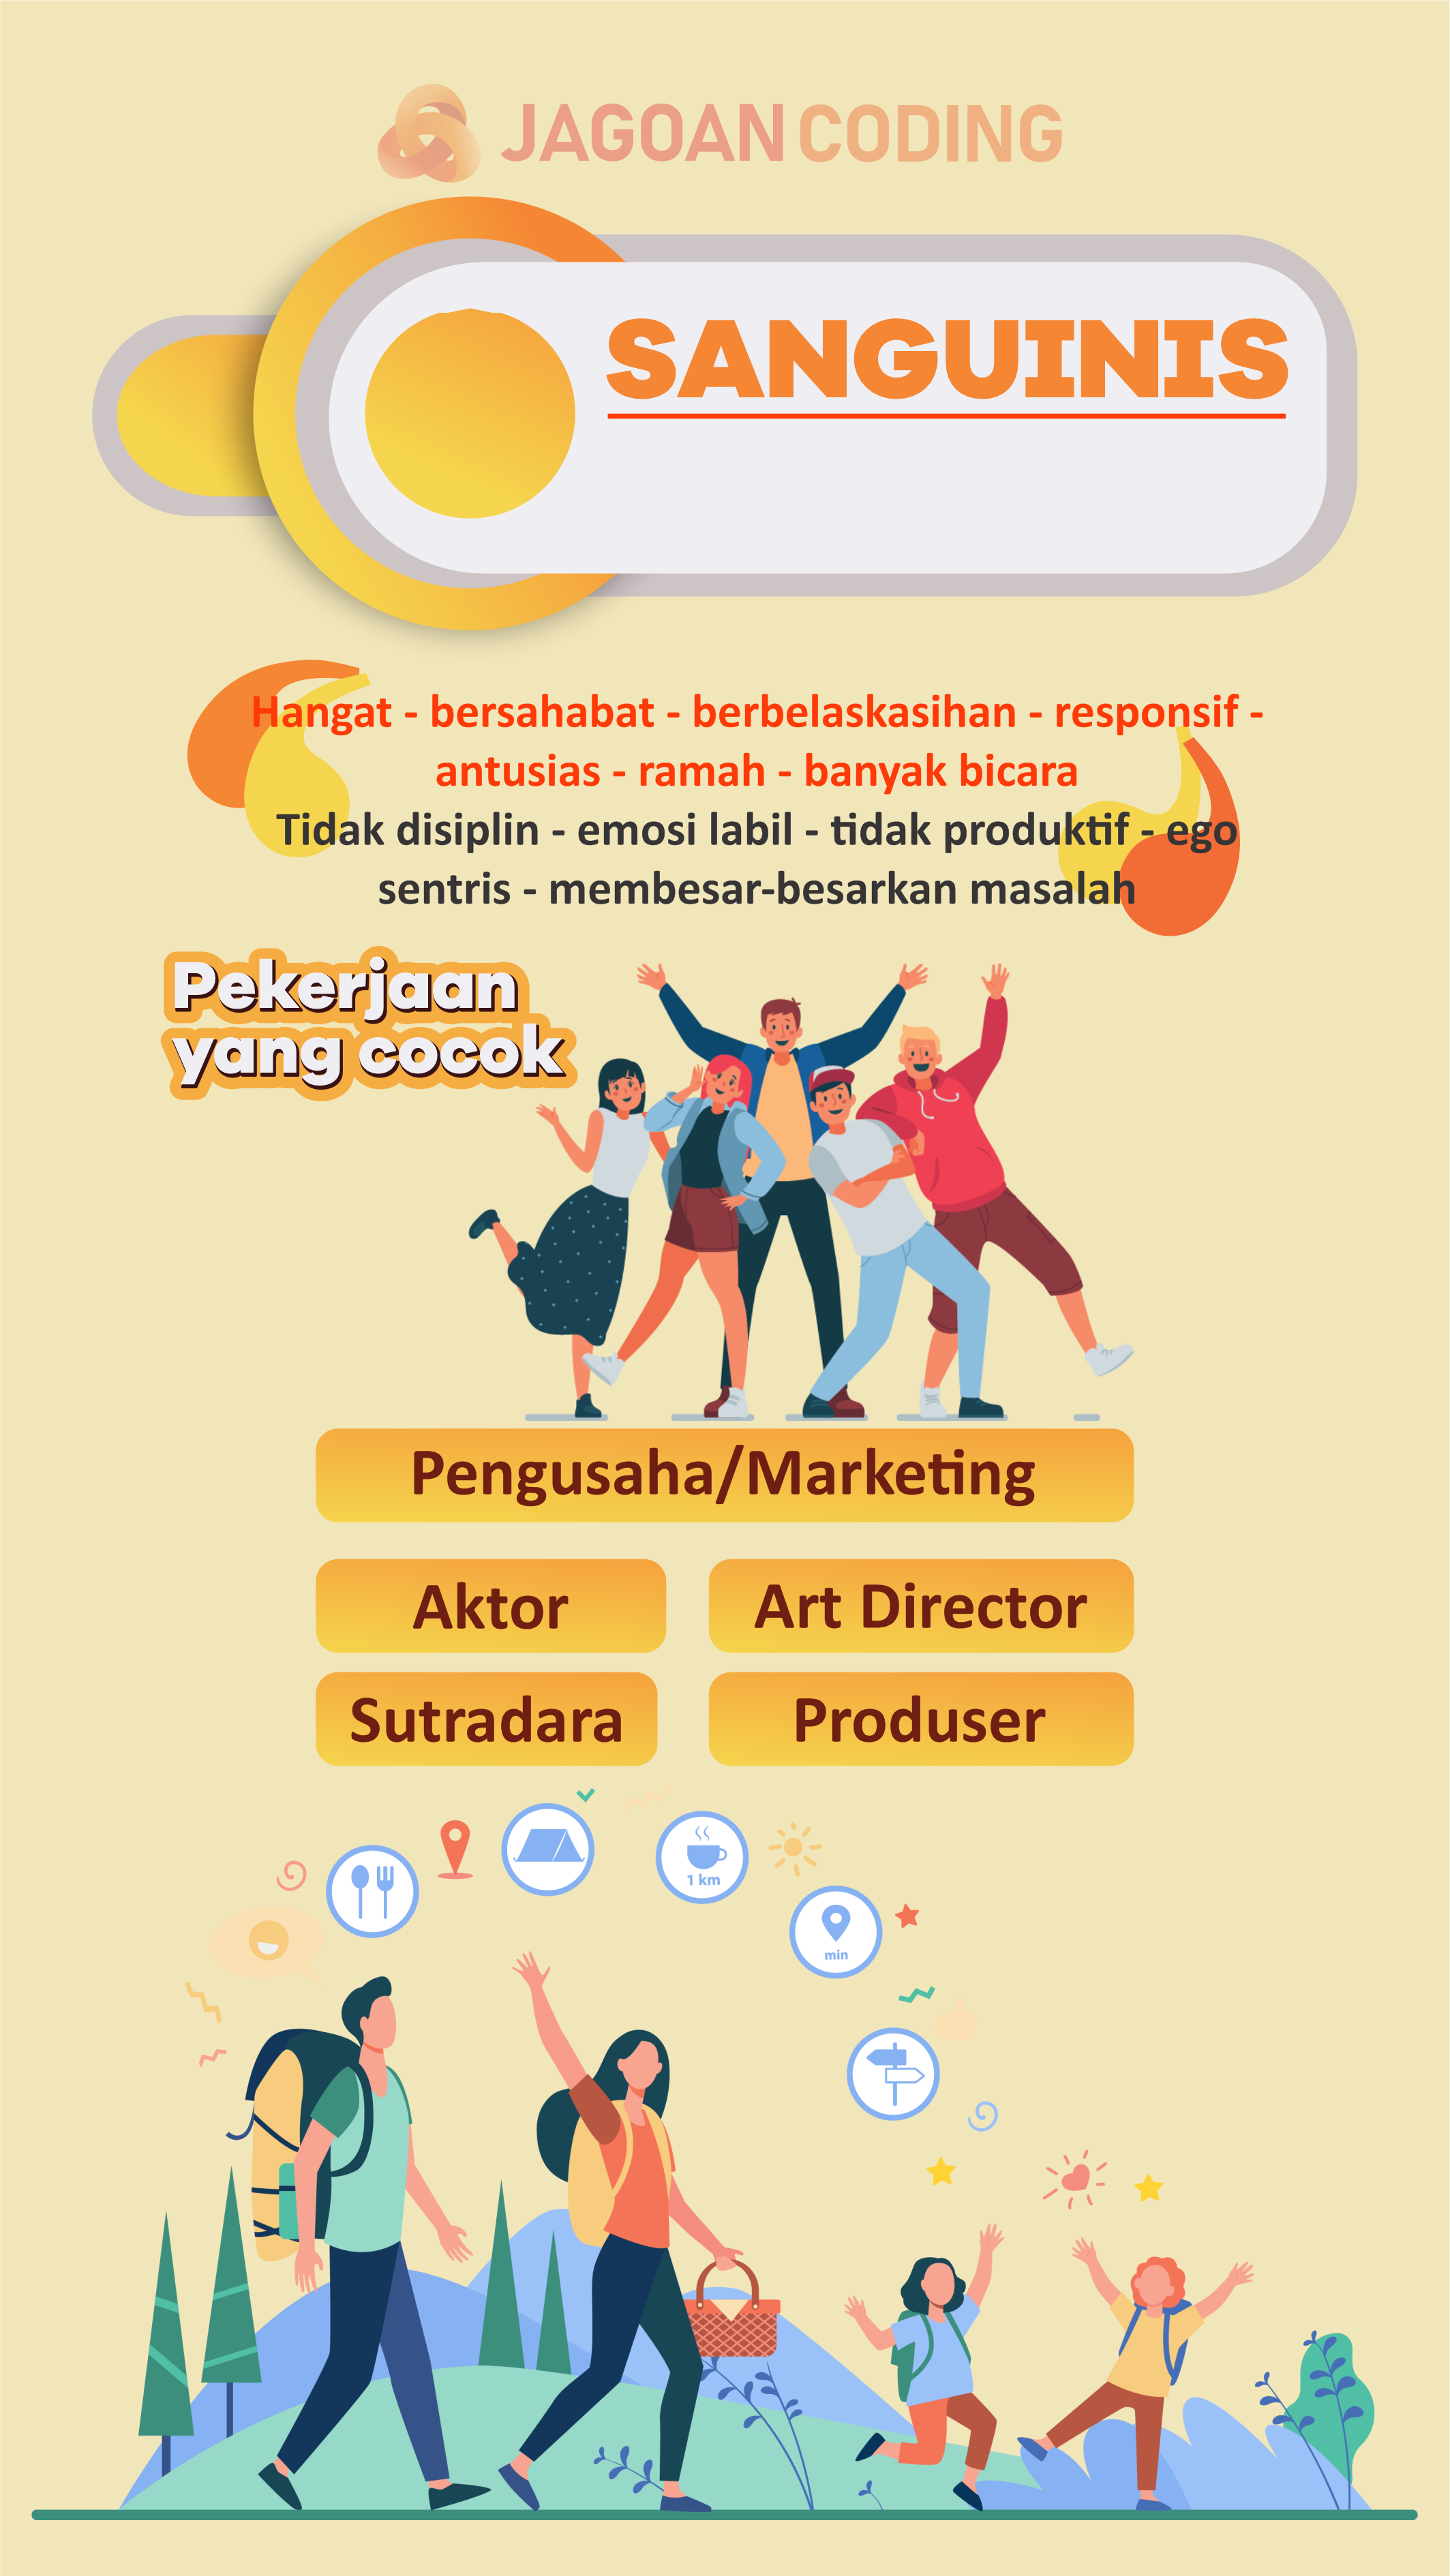 JAGOAN CODING
SANGUINIS
Hangat - bersahabat - berbelaskasihan - responsif -
antusias - ramah - banyak bicara
Tidak disiplin - emosi labil - tidak produktif - ego
sentris - membesar-besarkan masalah
Pekerjaan
yang cocok
Pengusaha/Marketing
Aktor
Art Director
Sutradara
Produser
1 km
min